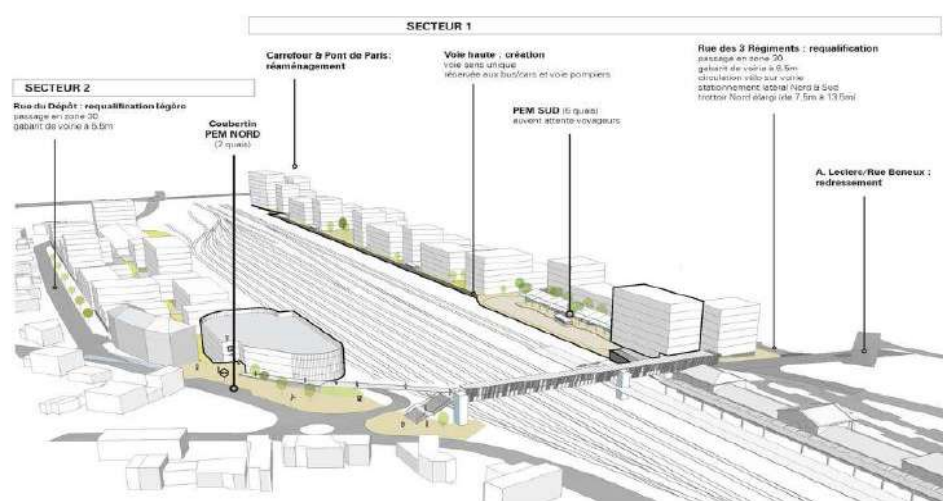 SECTEUR 1
Carrefour & Pont de Paris:
réaménagement
Voie haute : création
voie sens unique
réservée aux bus/cars et voie pompiers
Rue des 3 Régiments : requalification
passage en zone 30
gabarit de voirie à 6.5m
circulation vélo sur voirie
stationnement latéral Nord & Sud
trottoir Nord élargi (de 7.5m à 13.5m)
SECTEUR 2
Rue du Dépôt : requalification légère
passage en zone 30
gabarit de voirie à 5.5m
Coubertin
PEM NORD
(2 quais)
PEM SUD (6 quais)
auvent attente voyageurs
A. Leclerc/Rue Beneux :
redressement